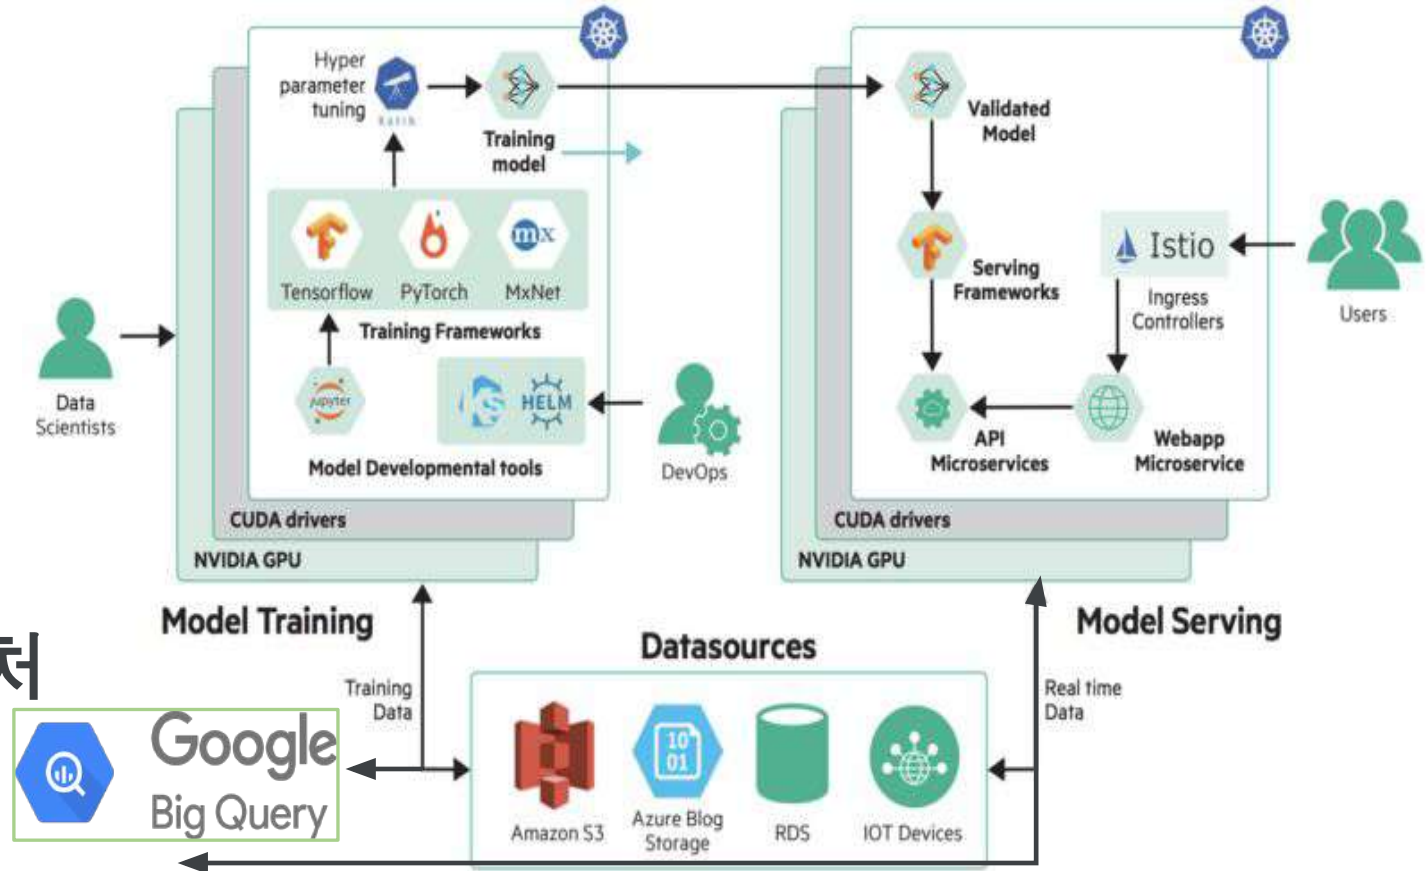 Hyper
parameter
tuning
Katib
Training
model
Tensorflow
PyTorch
MxNet
mx
Training Frameworks
jupyter
HELM
Model Developmental tools
CUDA drivers
NVIDIA GPU
Data
Scientists
DevOps
Model Training
Validated
Model
Serving
Frameworks
Istio
Ingress
Controllers
API
Microservices
Webapp
Microservice
CUDA drivers
NVIDIA GPU
Users
Model Serving
Datasources
Training
Data
Real time
Data
처
Google
Big Query
10
01
Amazon S3
Azure Blog
Storage
RDS
IOT Devices